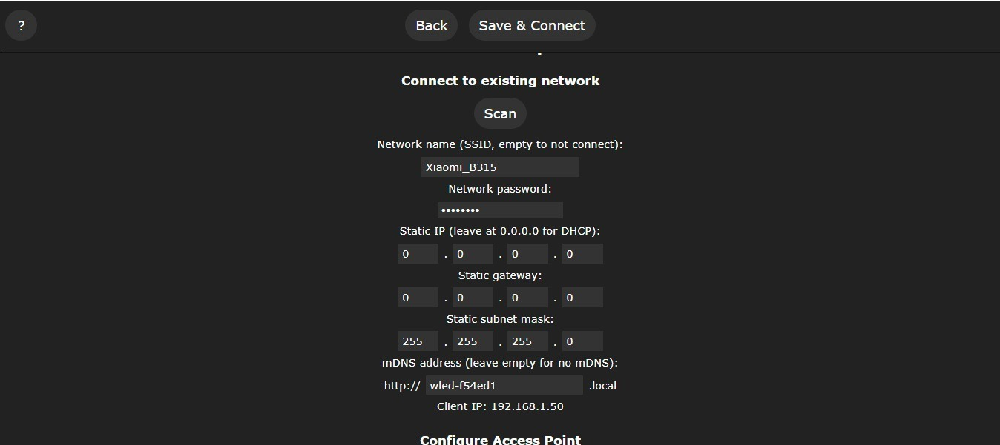 ?
Back
Save & Connect
Connect to existing network
Scan
Network name (SSID, empty to not connect):
Xiaomi_B315
Network password:
••••••••
Static IP (leave at 0.0.0.0 for DHCP):
0 . 0 . 0 . 0
Static gateway:
0 . 0 . 0 . 0
Static subnet mask:
255 . 255 . 255 . 0
mDNS address (leave empty for no mDNS):
http:// wled-f54ed1 .local
Client IP: 192.168.1.50
Configure Access Point